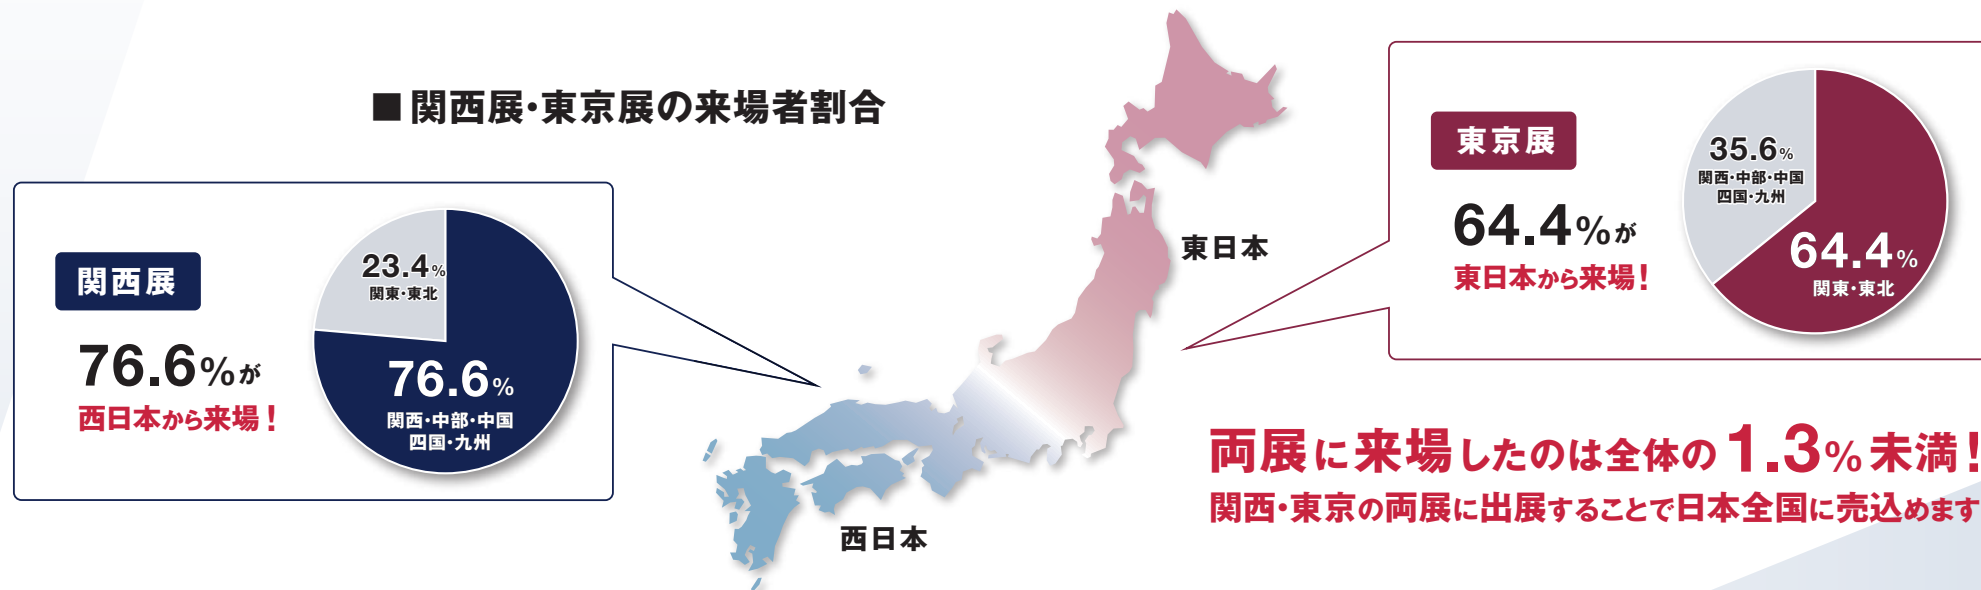 ■ 関西展・東京展の来場者割合
関西展
76.6%が
西日本から来場！
23.4%
関東・東北
76.6%
関西・中部・中国
四国・九州
東日本
西日本
東京展
64.4%が
東日本から来場！
35.6%
関西・中部・中国
四国・九州
64.4%
関東・東北
両展に来場したのは全体の1.3%未満！
関西・東京の両展に出展することで日本全国に売込めます